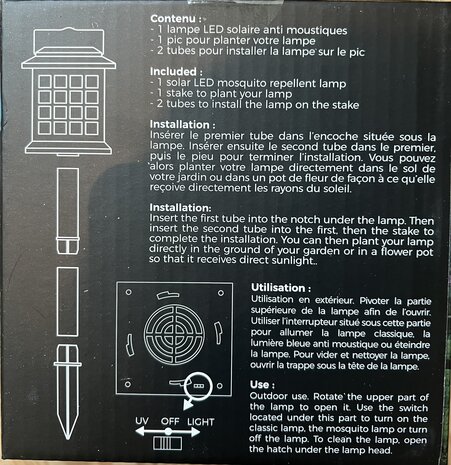 Contenu :
- 1 lampe LED solaire anti moustiques
- 1 pic pour planter votre lampe
- 2 tubes pour installer la lampe sur le pic
Included :
- 1 solar LED mosquito repellent lamp
- 1 stake to plant your lamp
- 2 tubes to install the lamp on the stake
Installation :
Insérer le premier tube dans l'encoche située sous la
lampe. Insérer ensuite le second tube dans le premier,
puis le pieu pour terminer l'installation. Vous pouvez
alors planter votre lampe directement dans le sol de
votre jardin ou dans un pot de fleur de façon à ce qu'elle
reçoive directement les rayons du soleil.
Installation:
Insert the first tube into the notch under the lamp. Then
insert the second tube into the first, then the stake to
complete the installation. You can then plant your lamp
directly in the ground of your garden or in a flower pot
so that it receives direct sunlight..
Utilisation :
Utilisation en extérieur. Pivoter la partie
supérieure de la lampe afin de l'ouvrir.
Utiliser l'interrupteur situé sous cette partie
pour allumer la lampe classique, la
lumière bleue anti moustique ou éteindre
la lampe. Pour vider et nettoyer la lampe,
ouvrir la trappe sous la tête de la lampe.
Use :
Outdoor use. Rotate the upper part of
the lamp to open it. Use the switch
located under this part to turn on the
classic lamp, the mosquito lamp or turn
off the lamp. To clean the lamp, open
the hatch under the lamp head.
UV OFF LIGHT